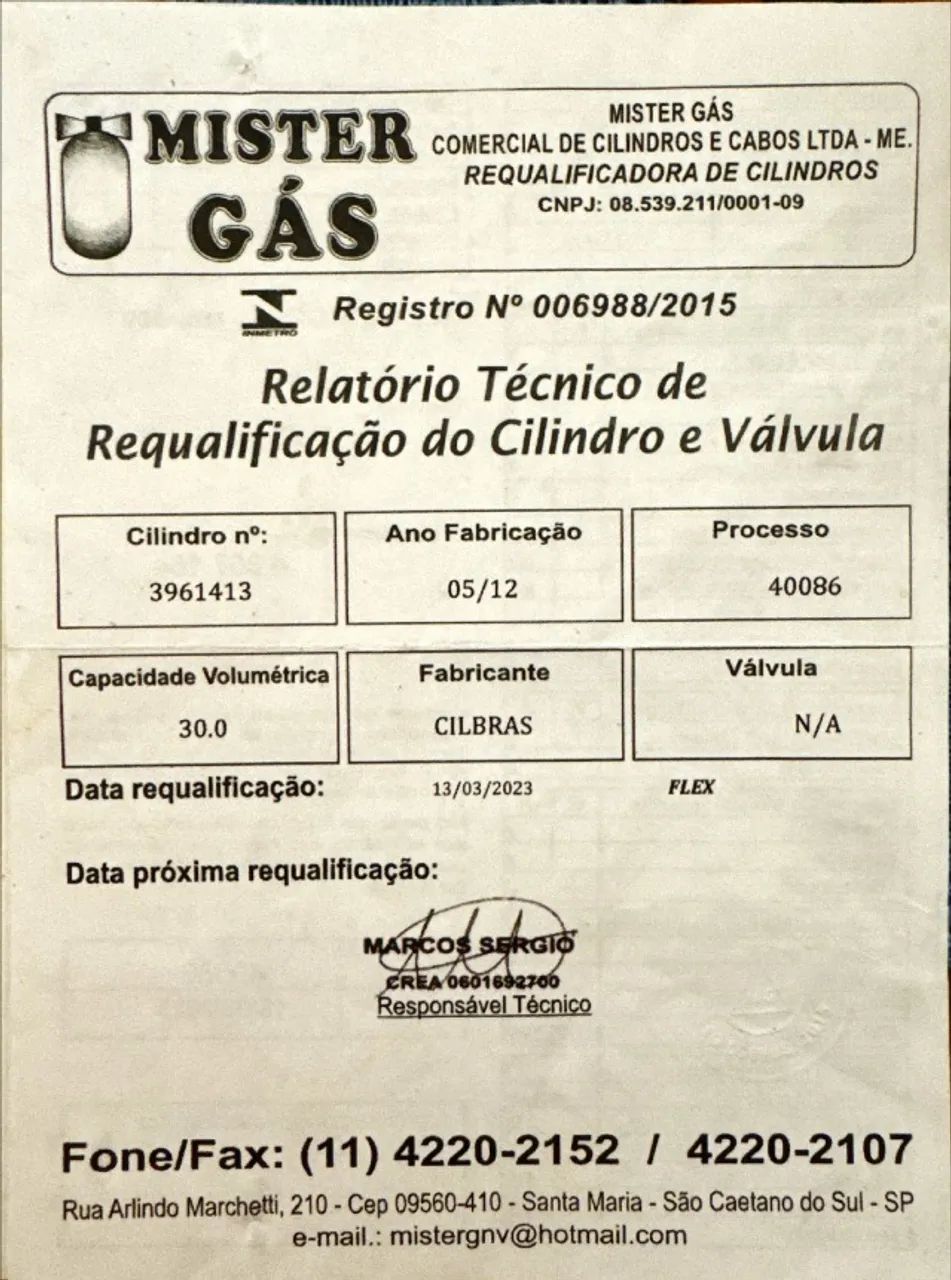 MISTER
GÁS
MISTER GÁS
COMERCIAL DE CILINDROS E CABOS LTDA - ME.
REQUALIFICADORA DE CILINDROS
CNPJ: 08.539.211/0001-09
INMETRO
Registro Nº 006988/2015
Relatório Técnico de
Requalificação do Cilindro e Válvula
Cilindro nº: Ano Fabricação Processo
3961413 05/12 40086
Capacidade Volumétrica Fabricante Válvula
30.0 CILBRAS N/A
Data requalificação: 13/03/2023 FLEX
Data próxima requalificação:
MARCOS SERGIO
CREA 0601692700
Responsável Técnico
Fone/Fax: (11) 4220-2152 / 4220-2107
Rua Arlindo Marchetti, 210 - Cep 09560-410 - Santa Maria - São Caetano do Sul - SP
e-mail.: mistergnv@hotmail.com